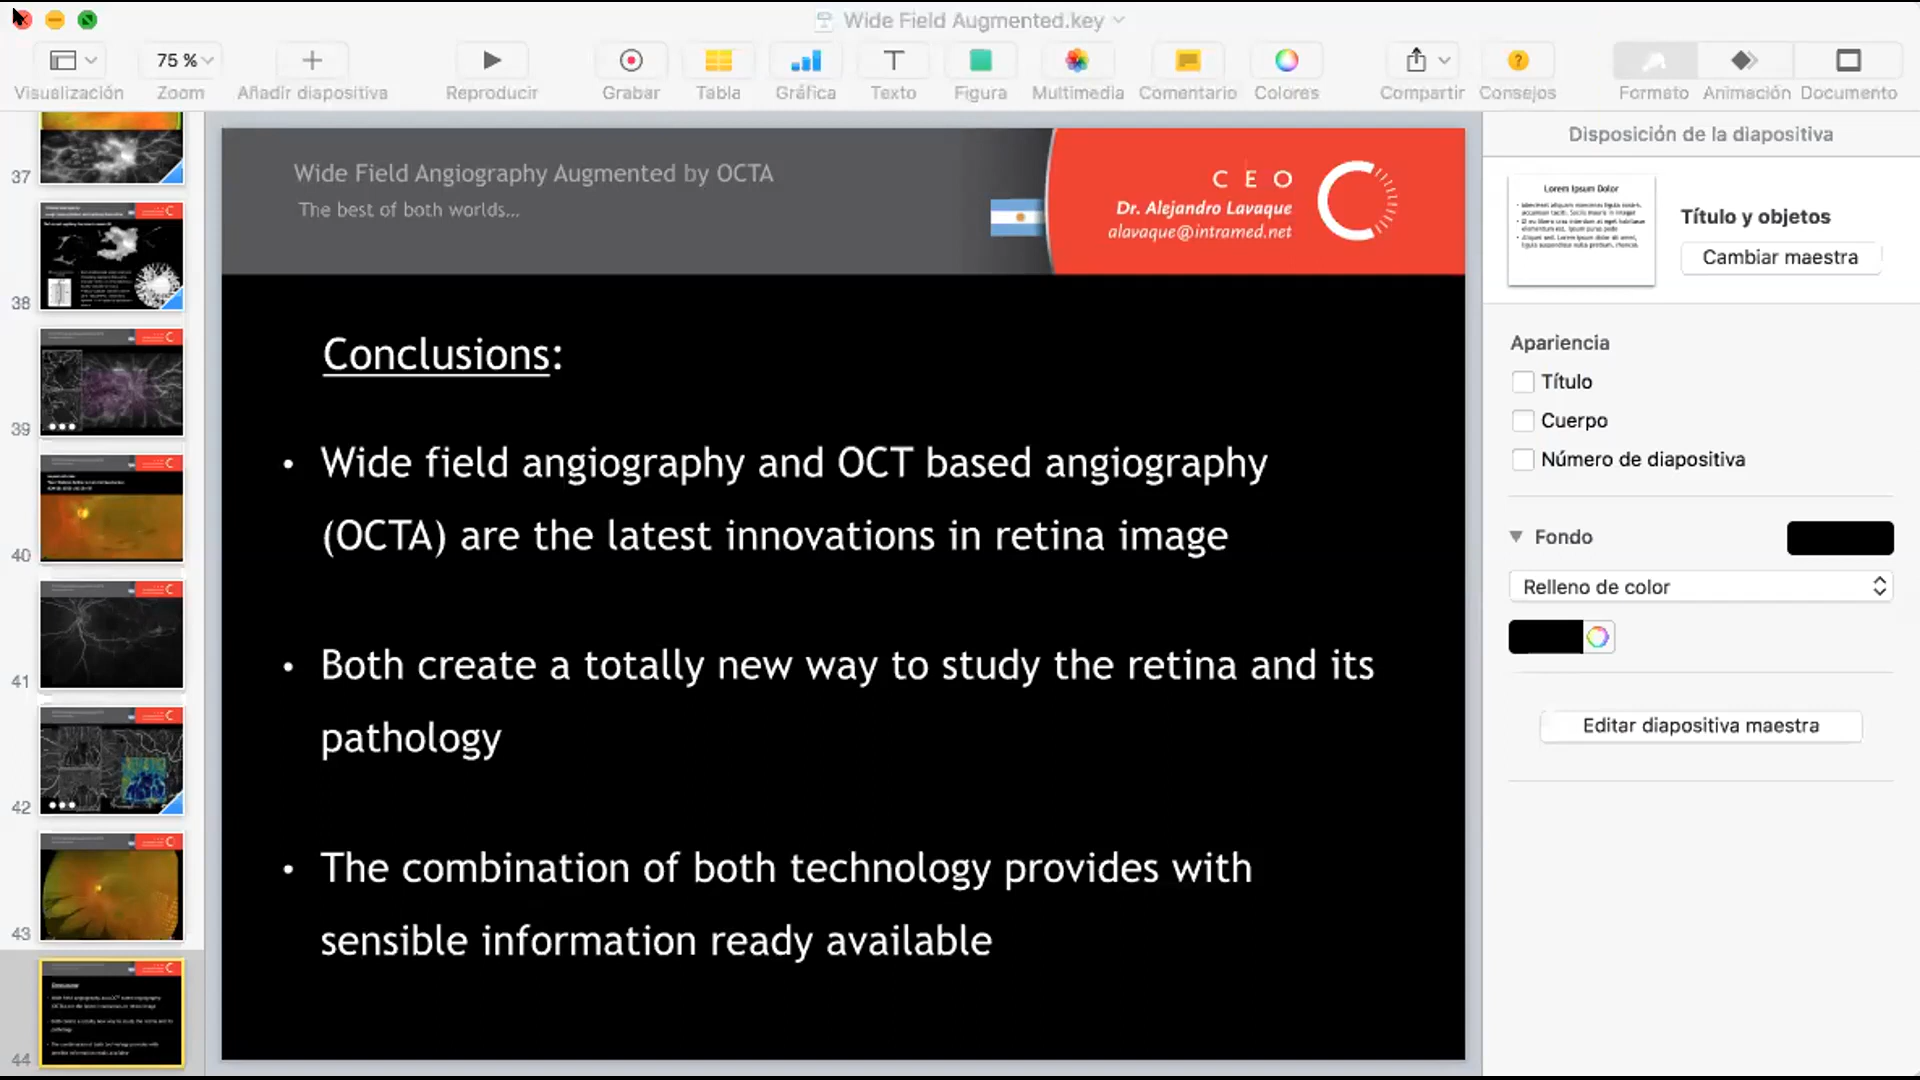 Wide Field Augmented.key
75 %
Visualización Zoom Añadir diapositiva Reproducir Grabar Tabla Gráfica Texto Figura Multimedia Comentario Colores Compartir Consejos Formato Animación Documento
37
38
39
40
41
42
43
44
Wide Field Angiography Augmented by OCTA
The best of both worlds...
CEO
Dr. Alejandro Lavaque
alavaque@intramed.net
Conclusions:
• Wide field angiography and OCT based angiography
(OCTA) are the latest innovations in retina image
• Both create a totally new way to study the retina and its
pathology
• The combination of both technology provides with
sensible information ready available
Disposición de la diapositiva
Lorem Ipsum Dolor
Título y objetos
Cambiar maestra
Apariencia
Título
Cuerpo
Número de diapositiva
Fondo
Relleno de color
Editar diapositiva maestra